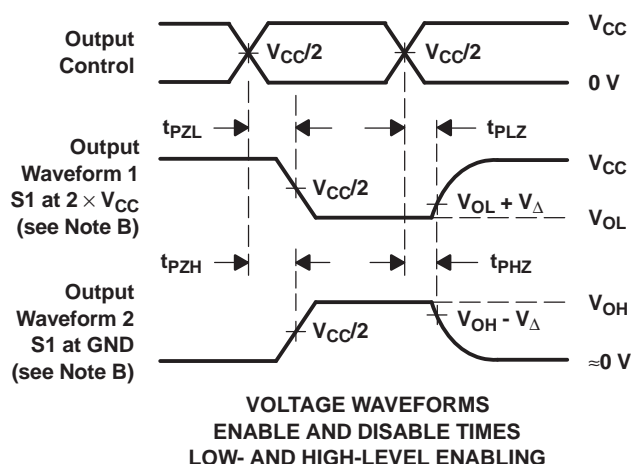 Output
Control
V_CC/2
V_CC/2
V_CC
0 V
t_PZL
t_PLZ
Output
Waveform 1
S1 at 2 × V_CC
(see Note B)
V_CC/2
V_OL + V_Δ
V_CC
V_OL
t_PZH
t_PHZ
Output
Waveform 2
S1 at GND
(see Note B)
V_CC/2
V_OH - V_Δ
V_OH
≈0 V
VOLTAGE WAVEFORMS
ENABLE AND DISABLE TIMES
LOW- AND HIGH-LEVEL ENABLING